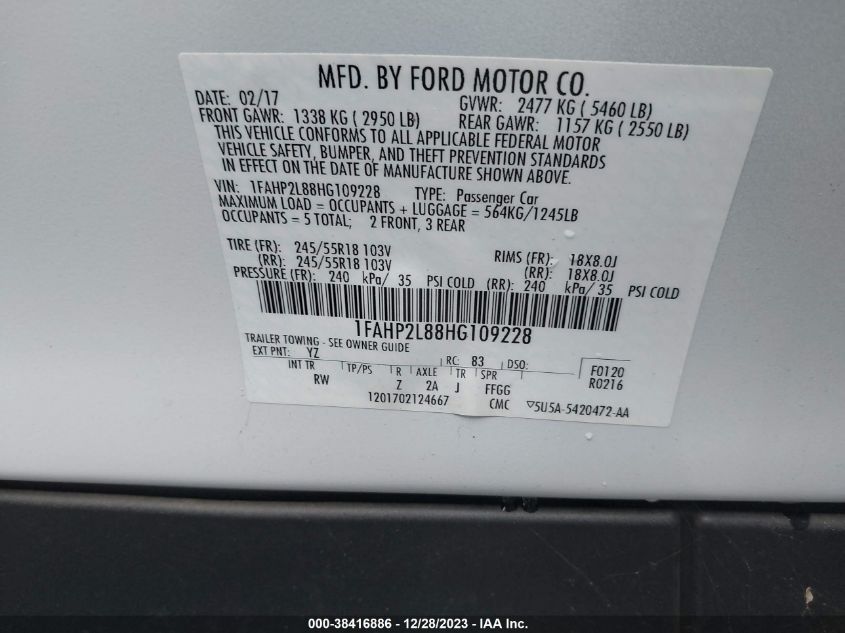 MFD. BY FORD MOTOR CO.
DATE: 02/17 GVWR: 2477 KG ( 5460 LB)
FRONT GAWR: 1338 KG ( 2950 LB) REAR GAWR: 1157 KG ( 2550 LB)
THIS VEHICLE CONFORMS TO ALL APPLICABLE FEDERAL MOTOR
VEHICLE SAFETY, BUMPER, AND THEFT PREVENTION STANDARDS
IN EFFECT ON THE DATE OF MANUFACTURE SHOWN ABOVE.
VIN: 1FAHP2L88HG109228 TYPE: Passenger Car
MAXIMUM LOAD = OCCUPANTS + LUGGAGE = 564KG/1245LB
OCCUPANTS = 5 TOTAL; 2 FRONT, 3 REAR
TIRE (FR): 245/55R18 103V RIMS (FR): 18X8.0J
(RR): 245/55R18 103V (RR): 18X8.0J
PRESSURE (FR): 240 kPa/ 35 PSI COLD (RR): 240 kPa/ 35 PSI COLD
1FAHP2L88HG109228
TRAILER TOWING - SEE OWNER GUIDE
EXT PNT: YZ RC: 83 DSO: F0120
INT TR TP/PS R AXLE TR SPR R0216
RW Z 2A J FFGG
1201702124667 CMC ▽5U5A-5420472-AA
000-38416886 - 12/28/2023 - IAA Inc.